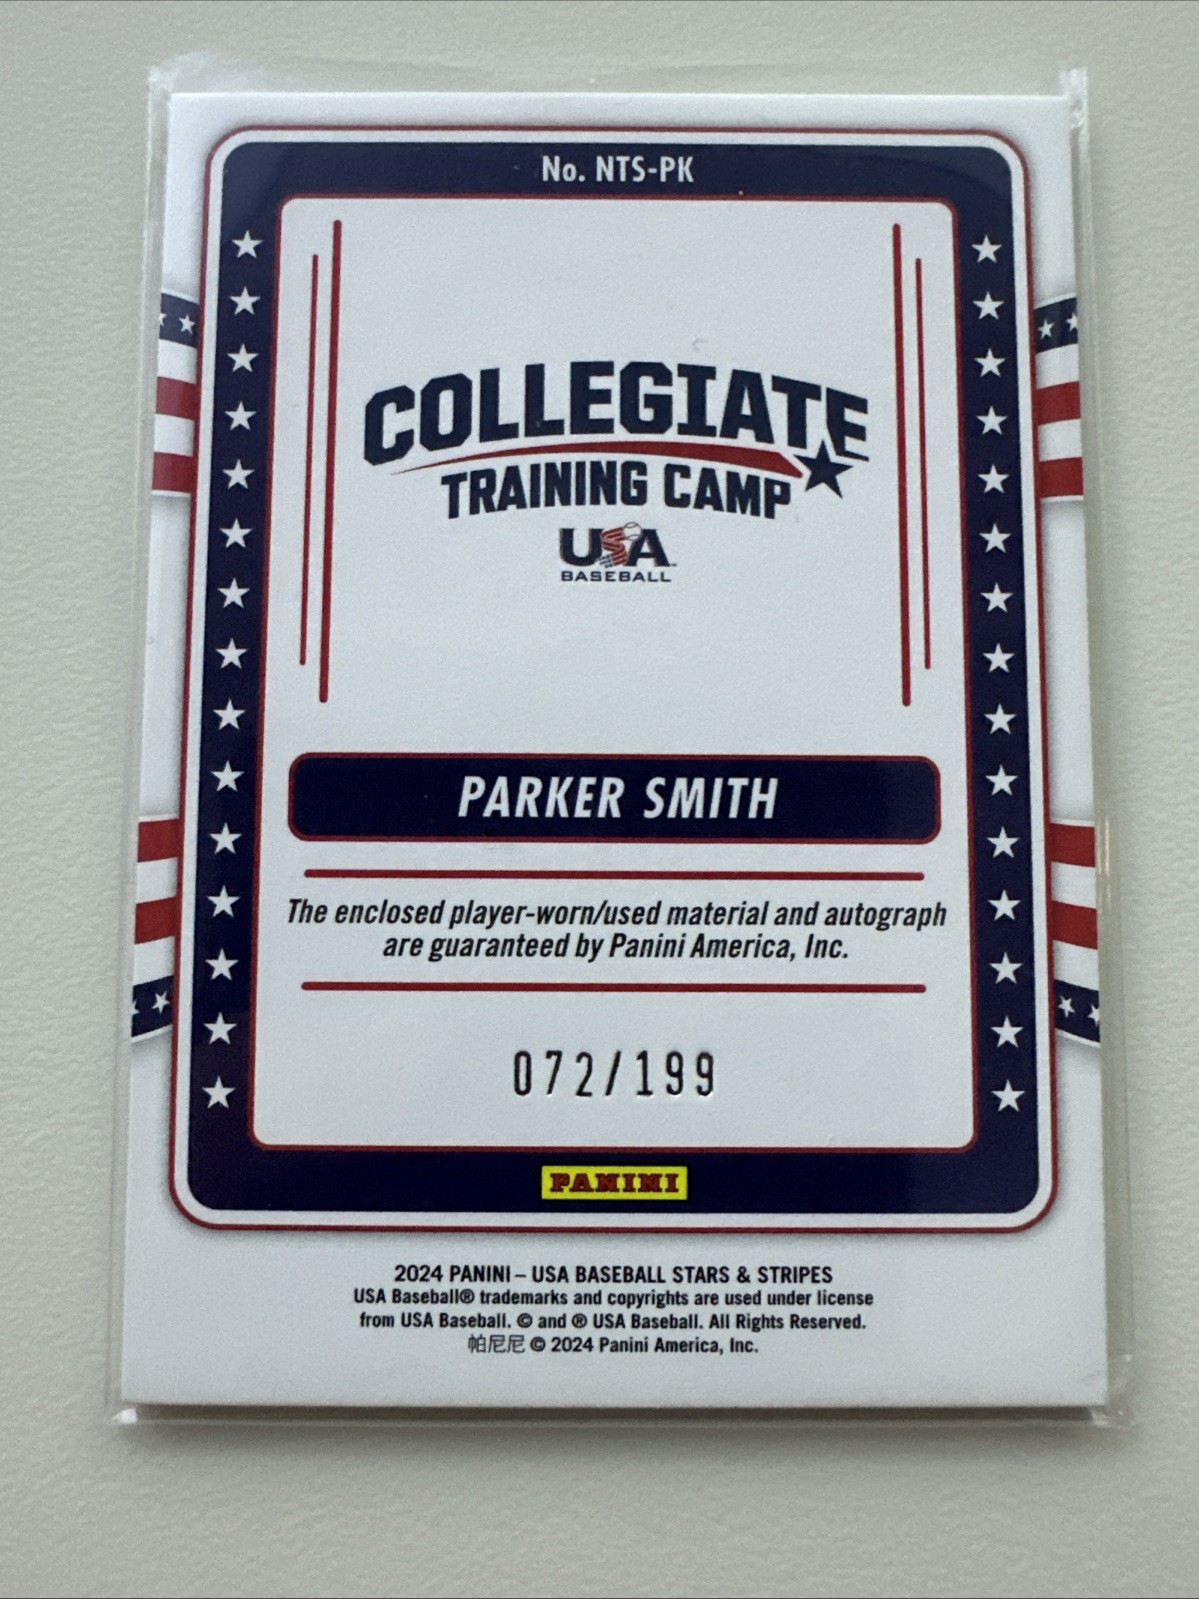 No. NTS-PK
COLLEGIATE
TRAINING CAMP
USA
BASEBALL
PARKER SMITH
The enclosed player-worn/used material and autograph
are guaranteed by Panini America, Inc.
072/199
PANINI
2024 PANINI – USA BASEBALL STARS & STRIPES
USA Baseball® trademarks and copyrights are used under license
from USA Baseball. © and ® USA Baseball. All Rights Reserved.
帕尼尼 © 2024 Panini America, Inc.